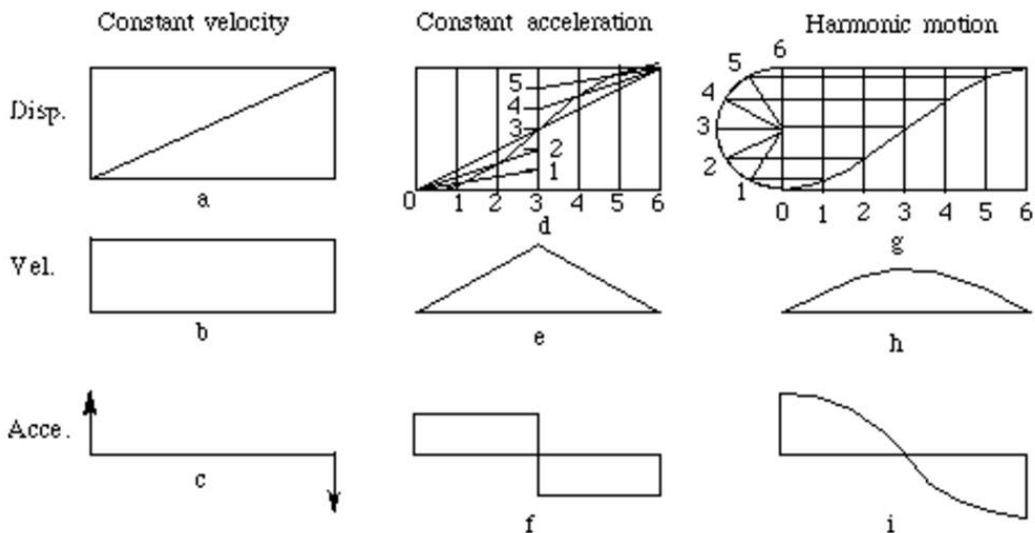 Constant velocity Constant acceleration Harmonic motion
Disp.
5
4
3
2
1
0 1 2 3 4 5 6
6
5
4
3
2
1
0 1 2 3 4 5 6
a d g
Vel.
b e h
Acce.
c f i